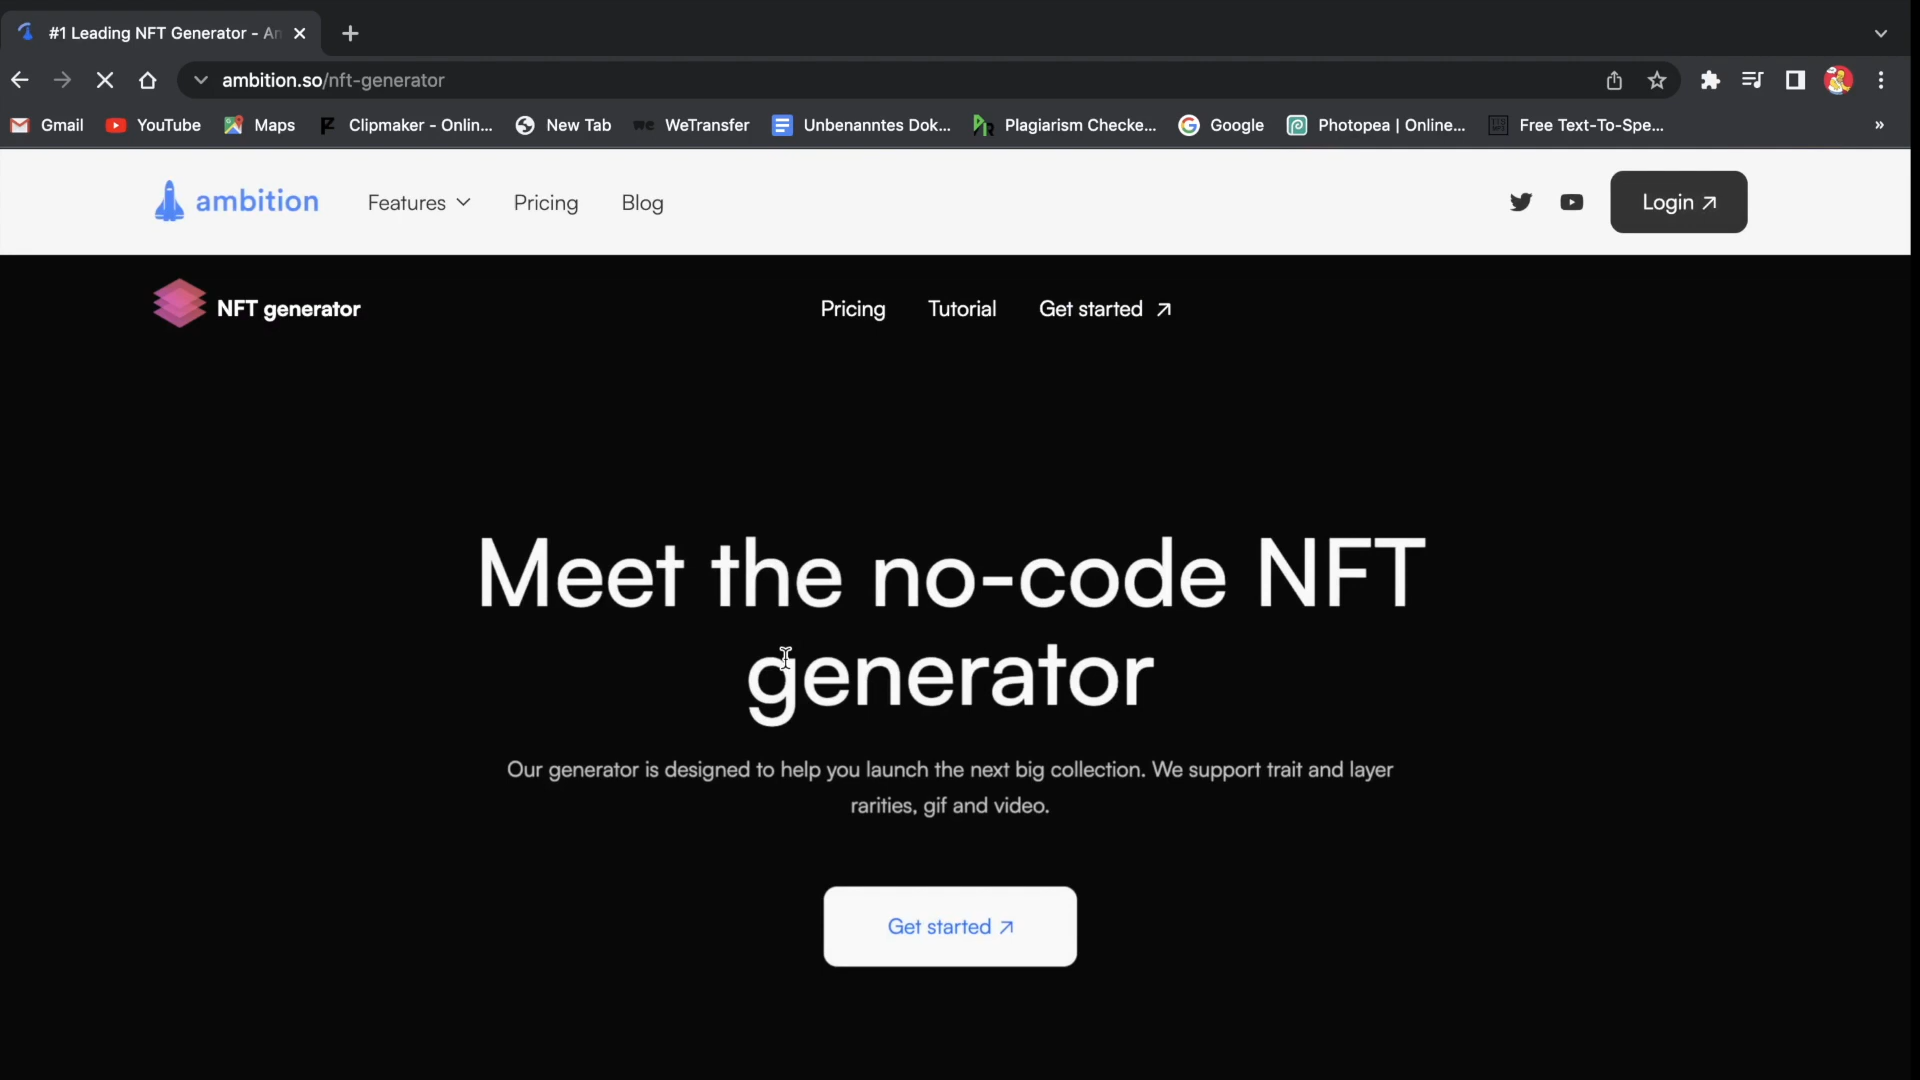 #1 Leading NFT Generator - Am
ambition.so/nft-generator
Gmail
YouTube
Maps
Clipmaker - Onlin...
New Tab
we
WeTransfer
Unbenanntes Dok...
Plagiarism Checke...
Google
Photopea | Online...
Free Text-To-Spe...
»
ambition
Features
Pricing
Blog
Login
NFT generator
Pricing
Tutorial
Get started
Meet the no-code NFT
generator
Our generator is designed to help you launch the next big collection. We support trait and layer
rarities, gif and video.
Get started